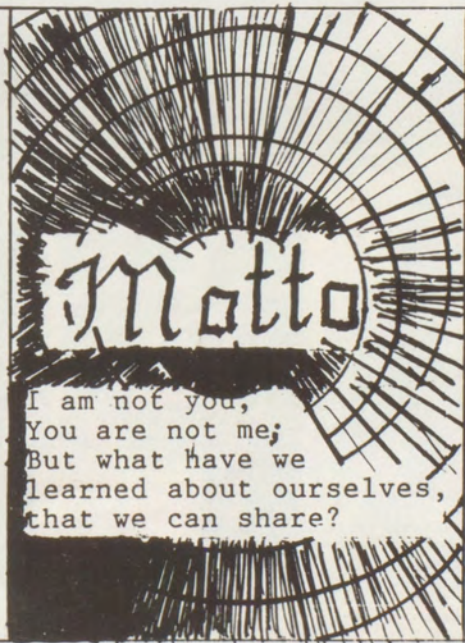 Motto
I am not you,
You are not me;
But what have we
learned about ourselves,
that we can share?